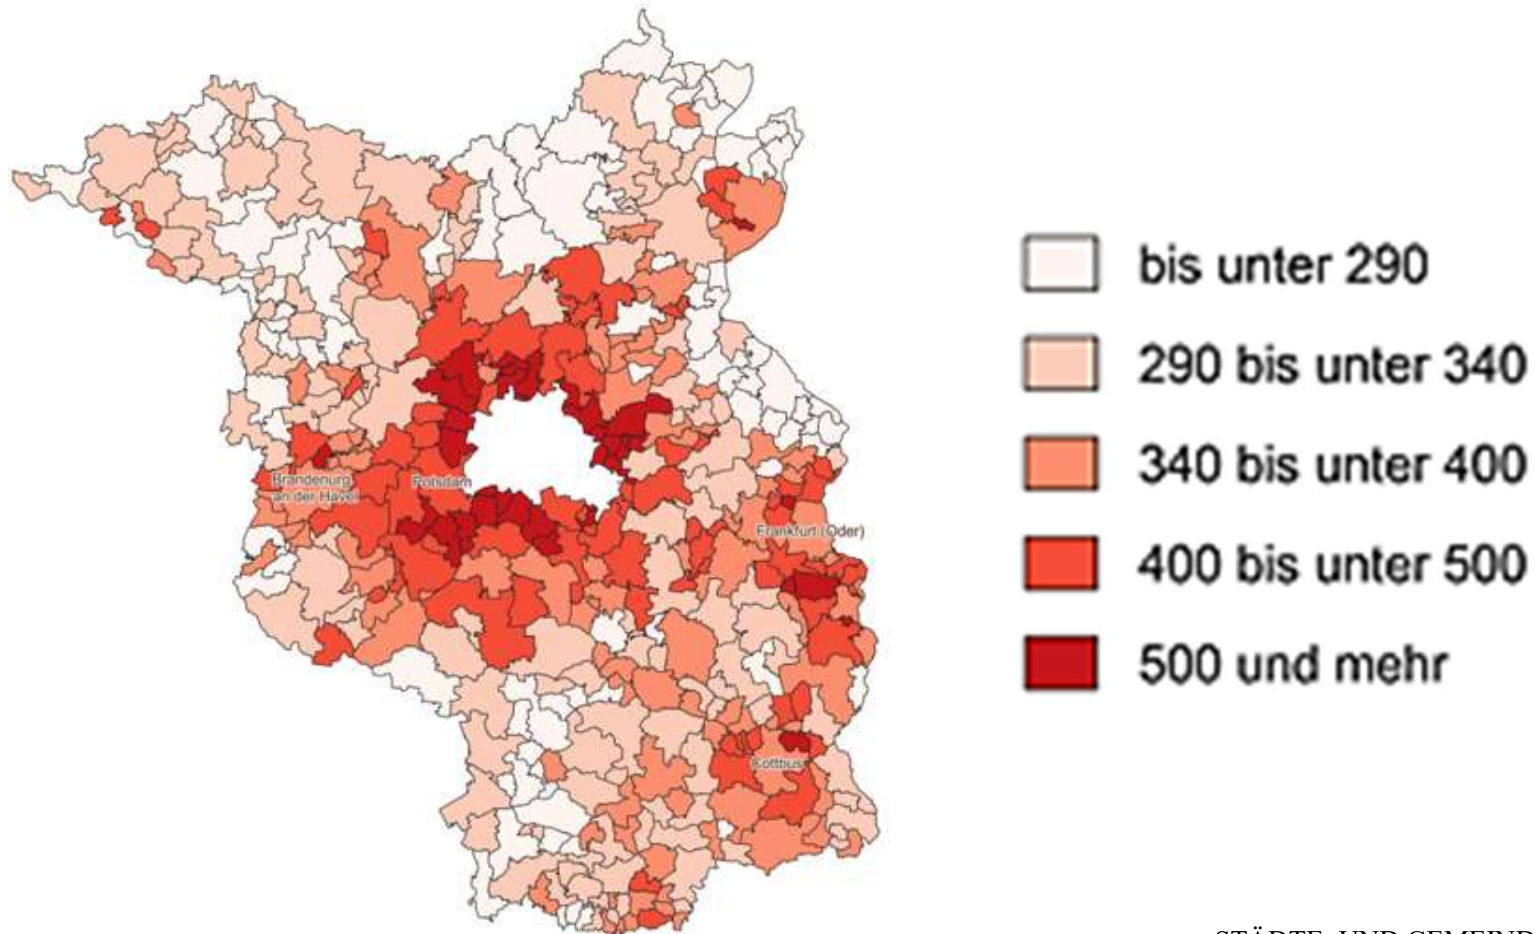 Brandenurg
an der Havel
Potsdam
Frankfurt (Oder)
Cottbus
bis unter 290
290 bis unter 340
340 bis unter 400
400 bis unter 500
500 und mehr